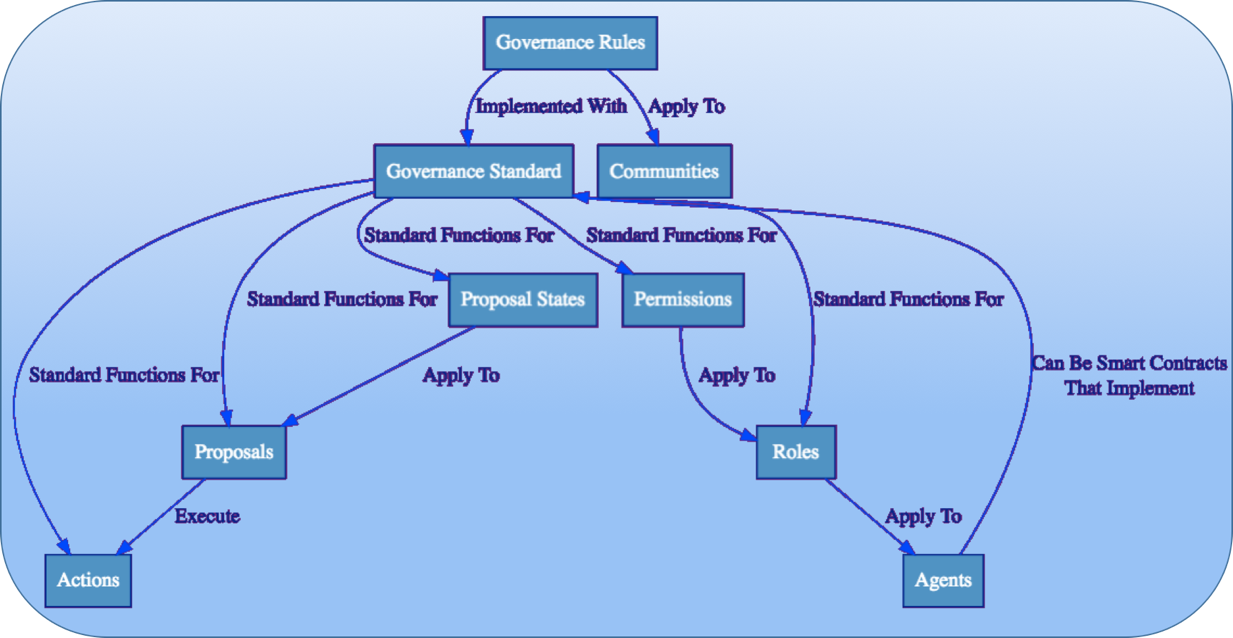 Governance Rules
Implemented With
Apply To
Governance Standard
Communities
Standard Functions For
Standard Functions For
Standard Functions For
Proposal States
Permissions
Standard Functions For
Standard Functions For
Apply To
Apply To
Can Be Smart Contracts
That Implement
Proposals
Roles
Execute
Apply To
Actions
Agents